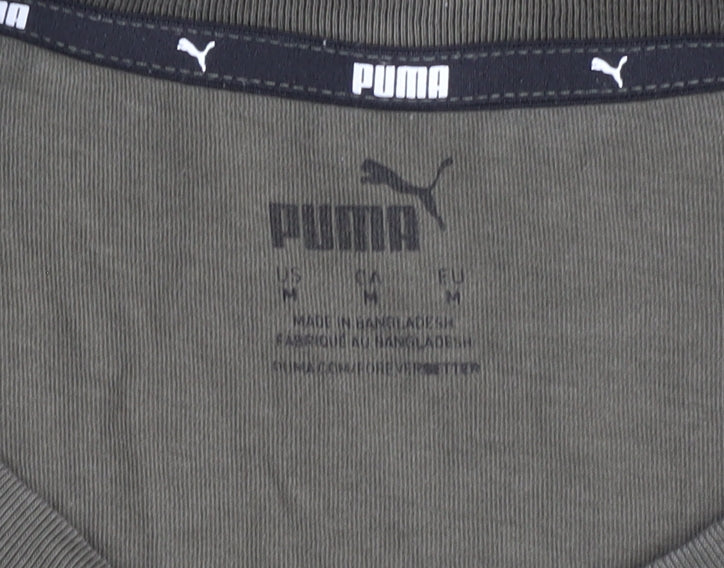 PUMA
PUMA
US CA EU
M M M
MADE IN BANGLADESH
FABRIQUÉ AU BANGLADESH
PUMA.COM/FOREVERBETTER